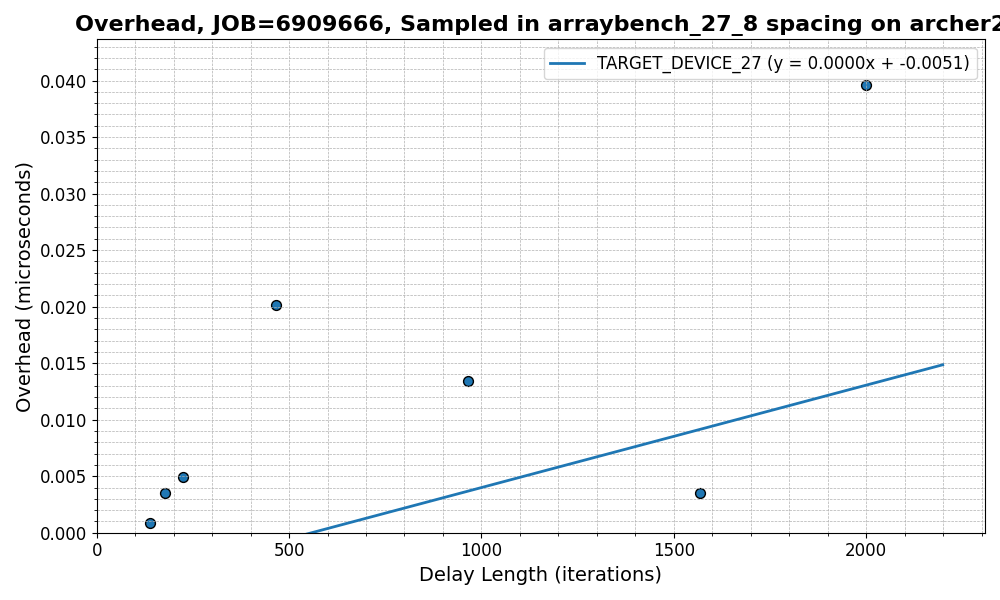 Overhead, JOB=6909666, Sampled in arraybench_27_8 spacing on archer2
TARGET_DEVICE_27 (y = 0.0000x + -0.0051)
Overhead (microseconds)
0.040
0.035
0.030
0.025
0.020
0.015
0.010
0.005
0.000
0 500 1000 1500 2000
Delay Length (iterations)